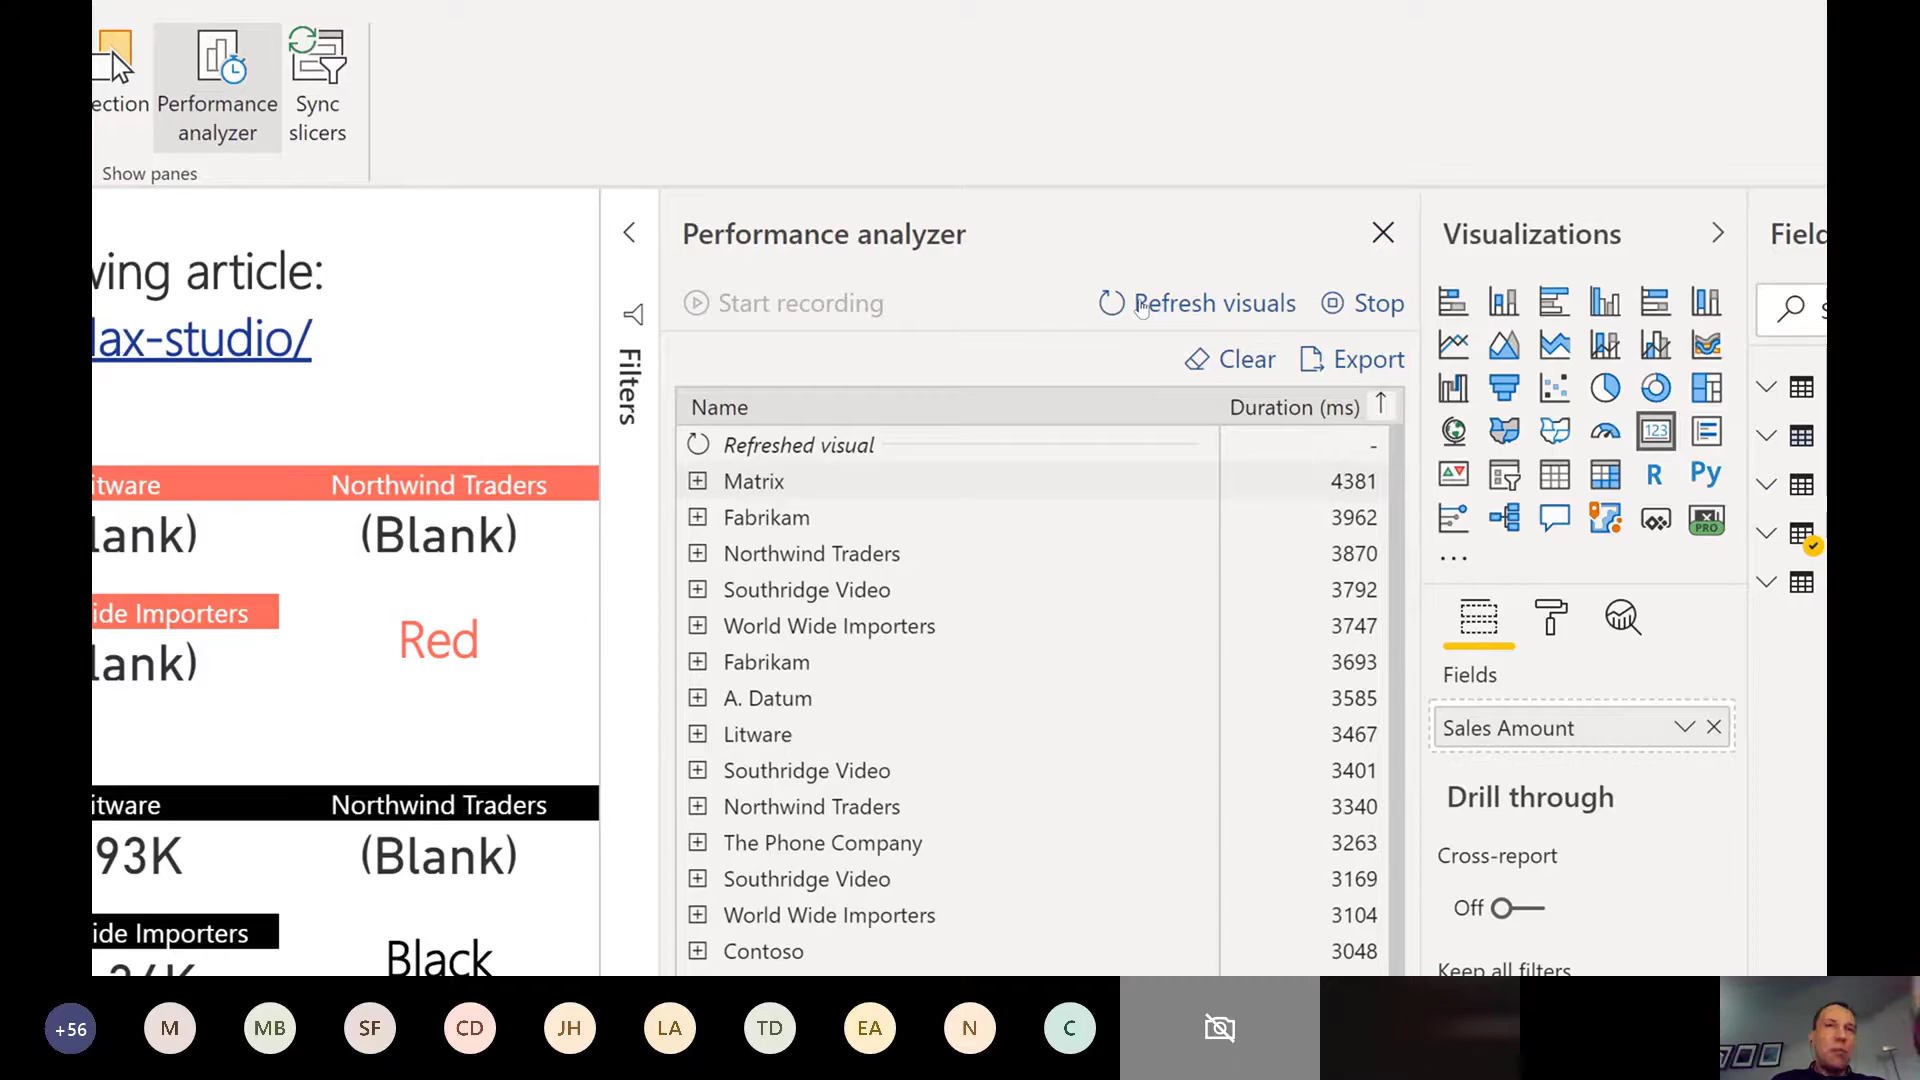 ection
Performance
analyzer
Sync
slicers
Show panes
wing article:
lax-studio/
itware
Northwind Traders
lank)
(Blank)
ide Importers
Red
lank)
itware
Northwind Traders
93K
(Blank)
ide Importers
Black
Filters
Performance analyzer
Start recording
Refresh visuals
Stop
Clear
Export
Name
Duration (ms)
Refreshed visual
-
Matrix
4381
Fabrikam
3962
Northwind Traders
3870
Southridge Video
3792
World Wide Importers
3747
Fabrikam
3693
A. Datum
3585
Litware
3467
Southridge Video
3401
Northwind Traders
3340
The Phone Company
3263
Southridge Video
3169
World Wide Importers
3104
Contoso
3048
Visualizations
123
R
Py
PRO
...
Fields
Sales Amount
Drill through
Cross-report
Off
Keep all filters
Field
S
+56
M
MB
SF
CD
JH
LA
TD
EA
N
C